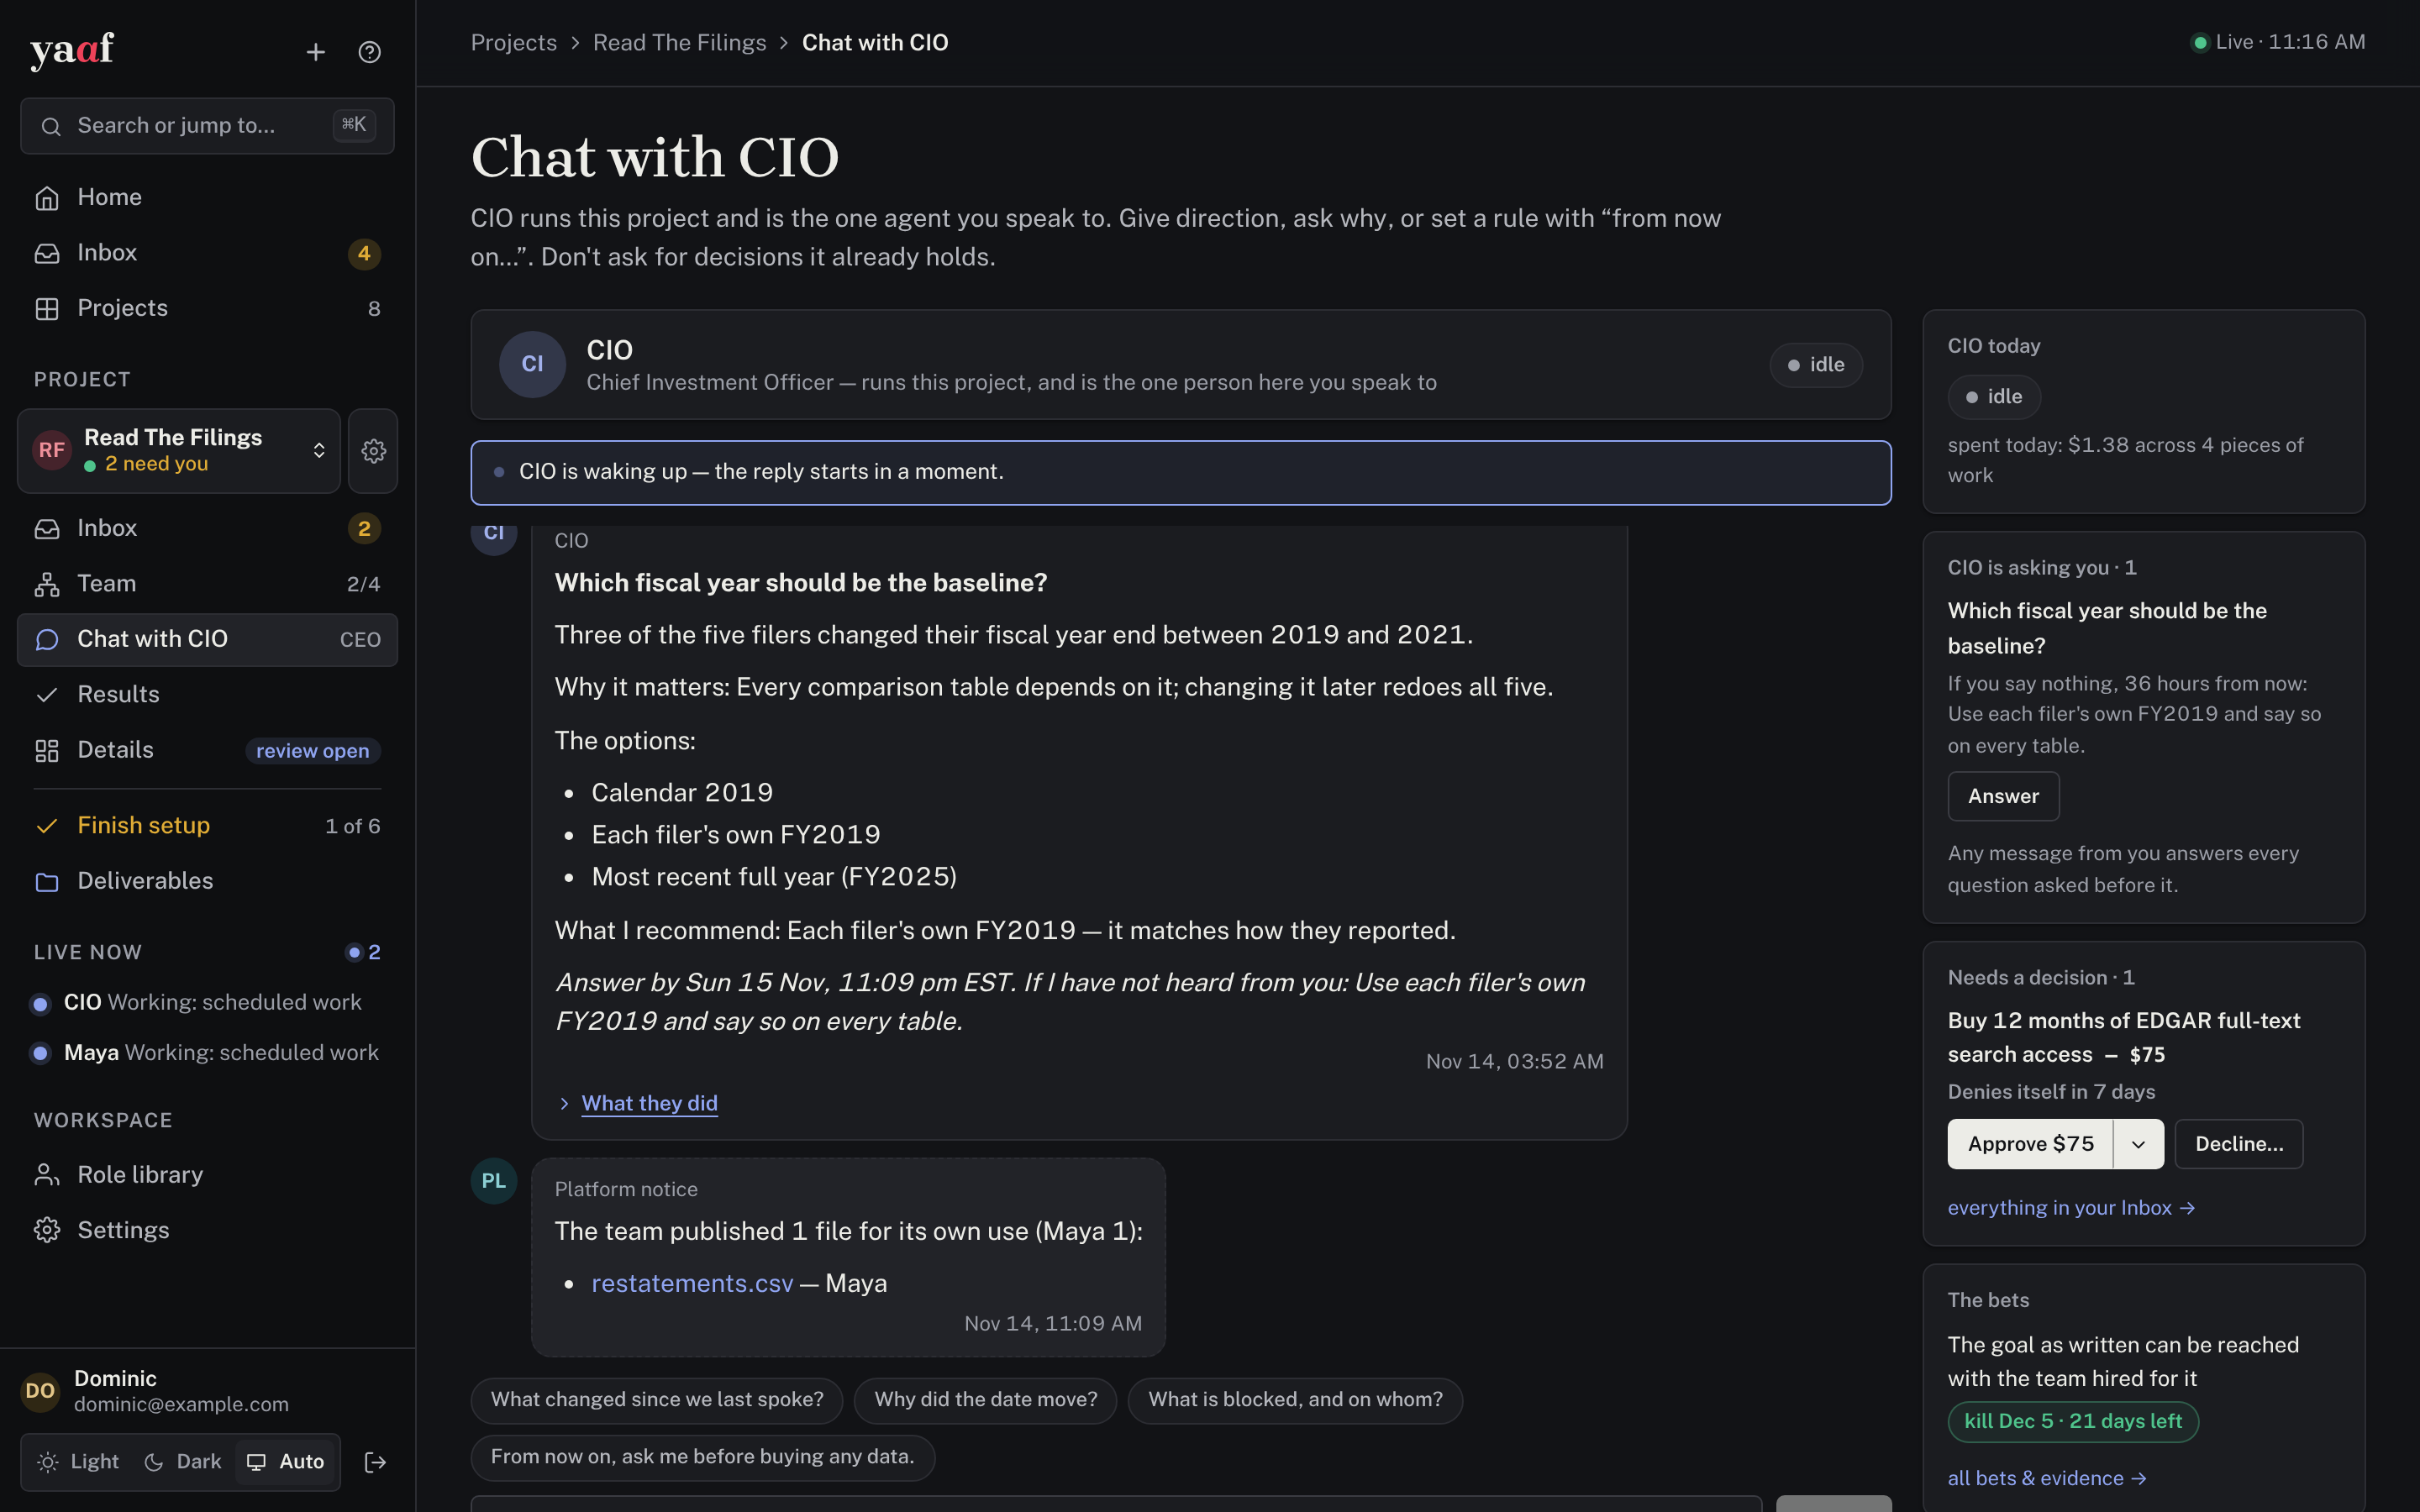 yaaf
Search or jump to...
⌘K
Home
Inbox
4
Projects
8
PROJECT
RF
Read The Filings
2 need you
Inbox
2
Team
2/4
Chat with CIO
CEO
Results
Details
review open
Finish setup
1 of 6
Deliverables
LIVE NOW
2
CIO Working: scheduled work
Maya Working: scheduled work
WORKSPACE
Role library
Settings
DO
Dominic
dominic@example.com
Light
Dark
Auto
Projects > Read The Filings > Chat with CIO
Live · 11:16 AM
Chat with CIO
CIO runs this project and is the one agent you speak to. Give direction, ask why, or set a rule with “from now
on…”. Don't ask for decisions it already holds.
CI
CIO
Chief Investment Officer — runs this project, and is the one person here you speak to
idle
CIO is waking up — the reply starts in a moment.
CI
CIO
Which fiscal year should be the baseline?
Three of the five filers changed their fiscal year end between 2019 and 2021.
Why it matters: Every comparison table depends on it; changing it later redoes all five.
The options:
• Calendar 2019
• Each filer's own FY2019
• Most recent full year (FY2025)
What I recommend: Each filer's own FY2019 — it matches how they reported.
Answer by Sun 15 Nov, 11:09 pm EST. If I have not heard from you: Use each filer's own
FY2019 and say so on every table.
Nov 14, 03:52 AM
What they did
PL
Platform notice
The team published 1 file for its own use (Maya 1):
• restatements.csv — Maya
Nov 14, 11:09 AM
What changed since we last spoke?
Why did the date move?
What is blocked, and on whom?
From now on, ask me before buying any data.
CIO today
idle
spent today: $1.38 across 4 pieces of
work
CIO is asking you · 1
Which fiscal year should be the
baseline?
If you say nothing, 36 hours from now:
Use each filer's own FY2019 and say so
on every table.
Answer
Any message from you answers every
question asked before it.
Needs a decision · 1
Buy 12 months of EDGAR full-text
search access – $75
Denies itself in 7 days
Approve $75
Decline…
everything in your Inbox →
The bets
The goal as written can be reached
with the team hired for it
kill Dec 5 · 21 days left
all bets & evidence →